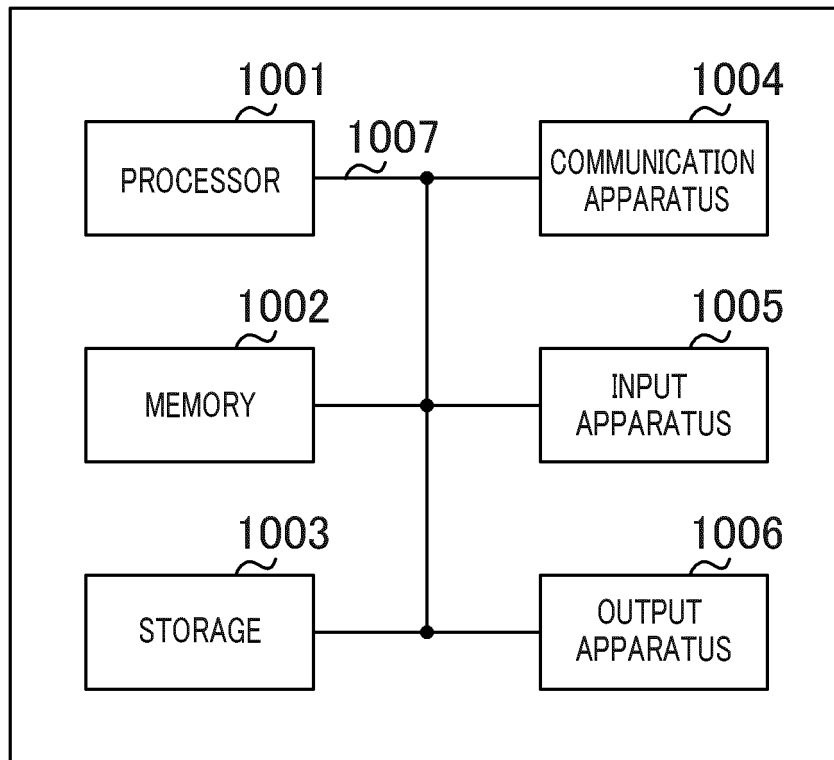 1001
PROCESSOR
1007
1004
COMMUNICATION
APPARATUS
1002
MEMORY
1005
INPUT
APPARATUS
1003
STORAGE
1006
OUTPUT
APPARATUS